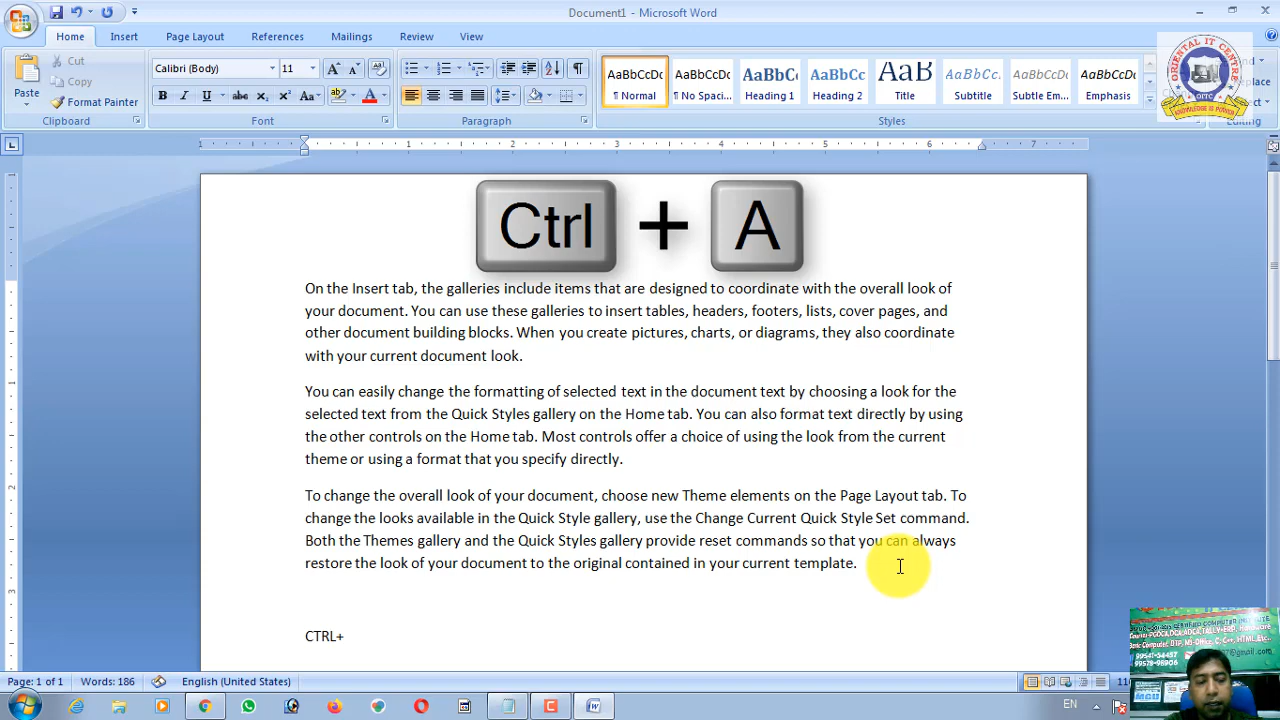 Document1 - Microsoft Word
Home Insert Page Layout References Mailings Review View
Paste
Cut
Copy
Format Painter
Clipboard
Calibri (Body) 11
Font
Paragraph
AaBbCcDc AaBbCcDc AaBbCc AaBbCc AaB AaBbCc. AaBbCcDc AaBbCcDc
¶ Normal ¶ No Spaci... Heading 1 Heading 2 Title Subtitle Subtle Em... Emphasis
Styles
ORIENTAL IT CENTRE
Ctrl + A
On the Insert tab, the galleries include items that are designed to coordinate with the overall look of
your document. You can use these galleries to insert tables, headers, footers, lists, cover pages, and
other document building blocks. When you create pictures, charts, or diagrams, they also coordinate
with your current document look.
You can easily change the formatting of selected text in the document text by choosing a look for the
selected text from the Quick Styles gallery on the Home tab. You can also format text directly by using
the other controls on the Home tab. Most controls offer a choice of using the look from the current
theme or using a format that you specify directly.
To change the overall look of your document, choose new Theme elements on the Page Layout tab. To
change the looks available in the Quick Style gallery, use the Change Current Quick Style Set command.
Both the Themes gallery and the Quick Styles gallery provide reset commands so that you can always
restore the look of your document to the original contained in your current template.
CTRL+
Page: 1 of 1 Words: 186 English (United States)
EN